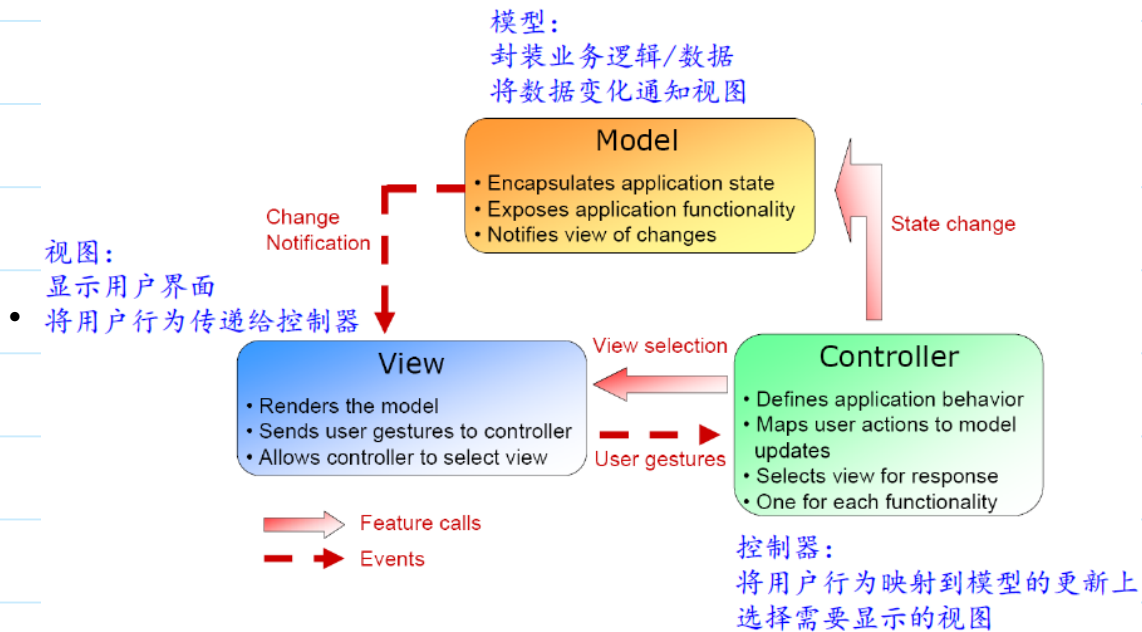 模型:
封装业务逻辑/数据
将数据变化通知视图
Model
• Encapsulates application state
• Exposes application functionality
• Notifies view of changes
Change
Notification
State change
视图:
显示用户界面
• 将用户行为传递给控制器
View
• Renders the model
• Sends user gestures to controller
• Allows controller to select view
View selection
User gestures
Controller
• Defines application behavior
• Maps user actions to model
updates
• Selects view for response
• One for each functionality
Feature calls
Events
控制器:
将用户行为映射到模型的更新上
选择需要显示的视图